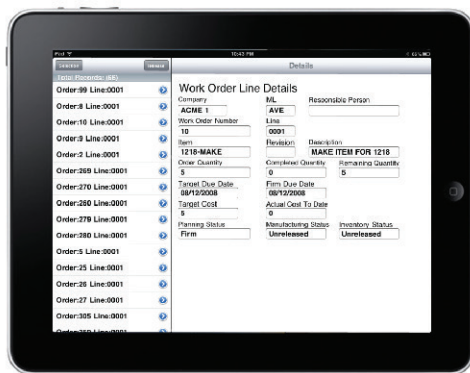 iPod
10:43 PM
Details
Total Records: (65)
Order:99 Line:0001
Order:8 Line:0001
Order:10 Line:0001
Order:9 Line:0001
Order:2 Line:0001
Order:269 Line:0001
Order:270 Line:0001
Order:260 Line:0001
Order:279 Line:0001
Order:280 Line:0001
Order:5 Line:0001
Order:25 Line:0001
Order:26 Line:0001
Order:27 Line:0001
Order:305 Line:0001
Work Order Line Details
Company ML Responsible Person
ACME 1 AVE
Work Order Number Line
10 0001
Item Revision Description
1218-MAKE MAKE ITEM FOR 1218
Order Quantity Completed Quantity Remaining Quantity
5 0 5
Target Due Date Firm Due Date
08/12/2008 08/12/2008
Target Cost Actual Cost To Date
5 0
Planning Status Manufacturing Status Inventory Status
Firm Unreleased Unreleased